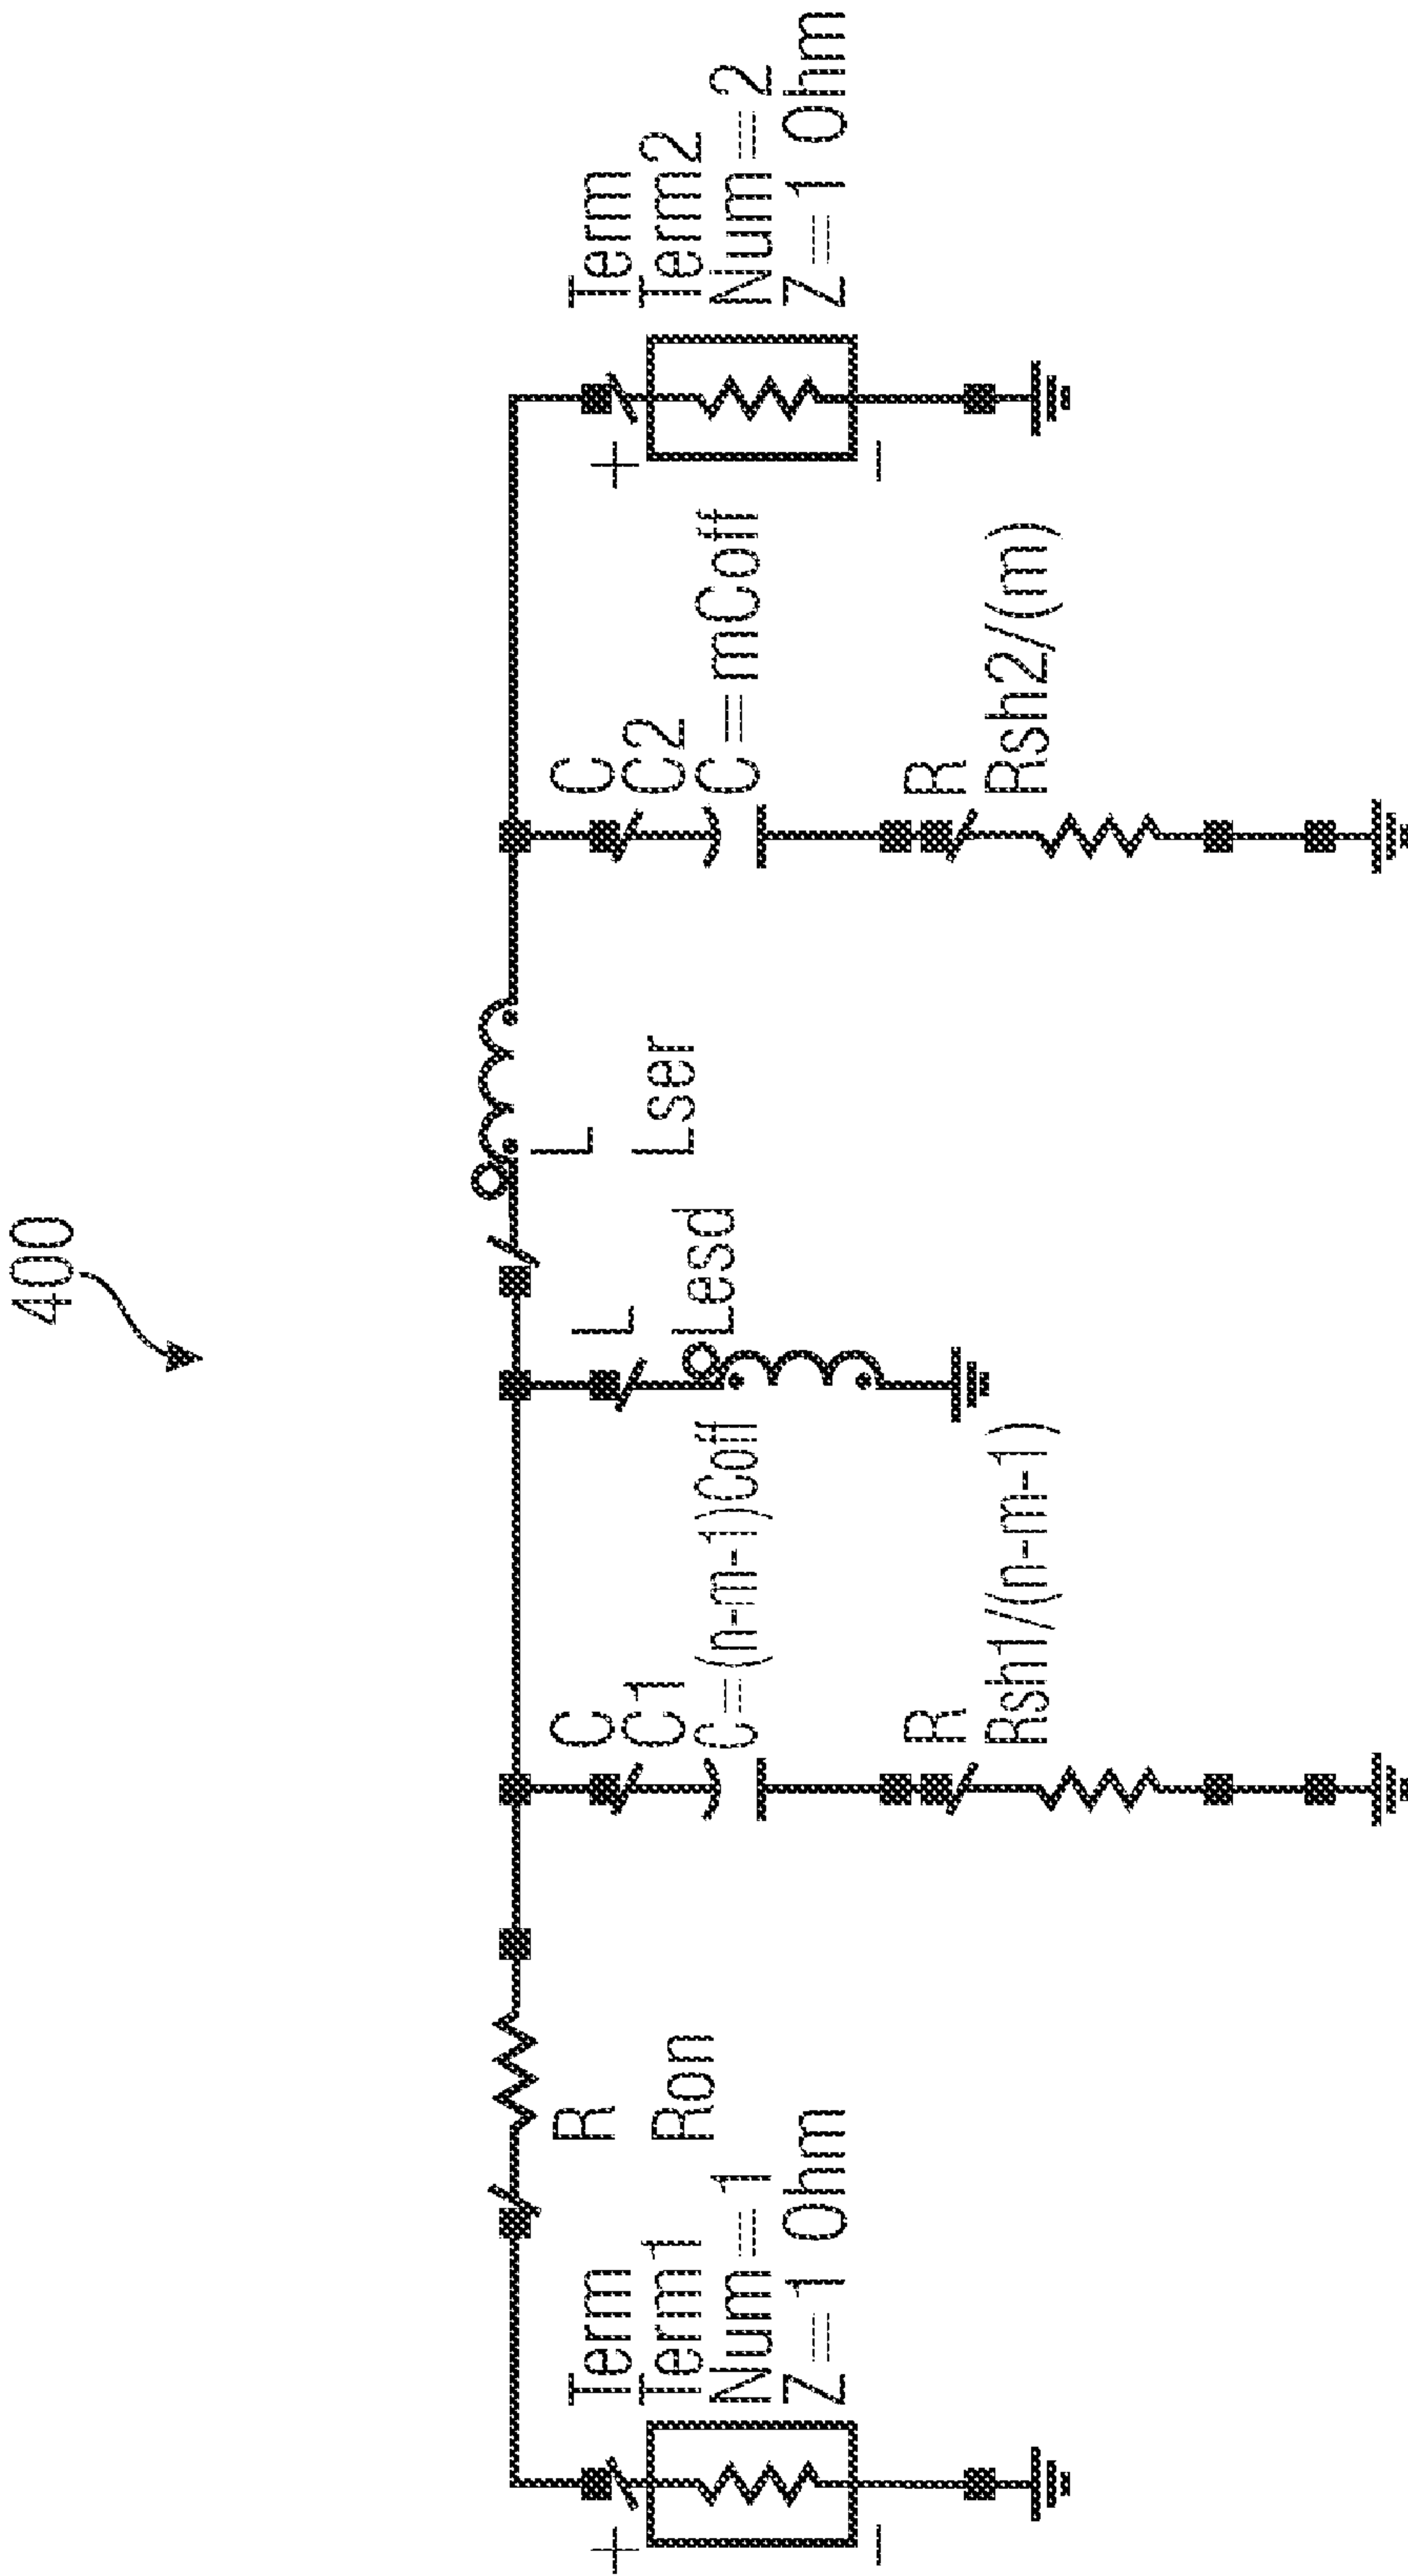 400
Term
Term1
Num=1
Z=1 Ohm
+
−
R
Ron
C
C1
C=(n-m-1)Coff
R
Rsh1/(n-m-1)
L
Lesd
L
Lser
C
C2
C=mCoff
R
Rsh2/(m)
Term
Term2
Num=2
Z=1 Ohm
+
−